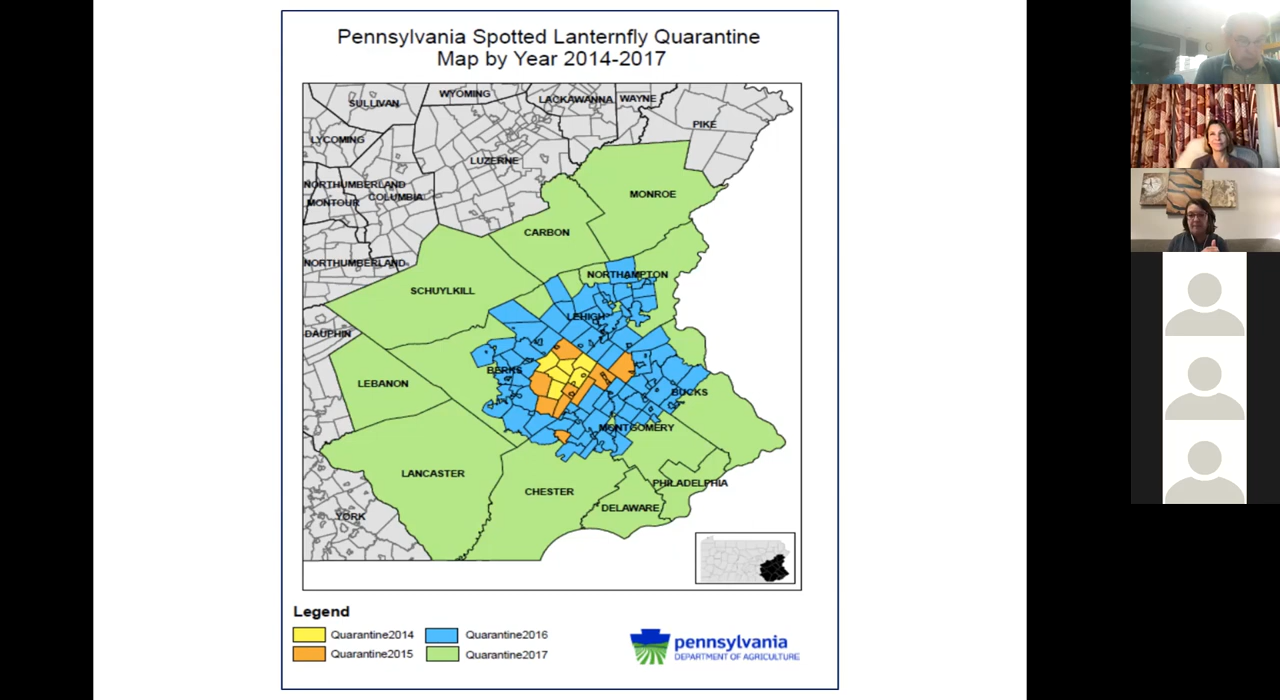 Pennsylvania Spotted Lanternfly Quarantine
Map by Year 2014-2017
SULLIVAN
WYOMING
LACKAWANNA
WAYNE
PIKE
LYCOMING
LUZERNE
NORTHUMBERLAND
MONTOUR
COLUMBIA
MONROE
CARBON
NORTHUMBERLAND
NORTHAMPTON
SCHUYLKILL
LEHIGH
DAUPHIN
BERKS
LEBANON
BUCKS
MONTGOMERY
LANCASTER
CHESTER
PHILADELPHIA
DELAWARE
YORK
Legend
Quarantine2014
Quarantine2016
Quarantine2015
Quarantine2017
pennsylvania
DEPARTMENT OF AGRICULTURE